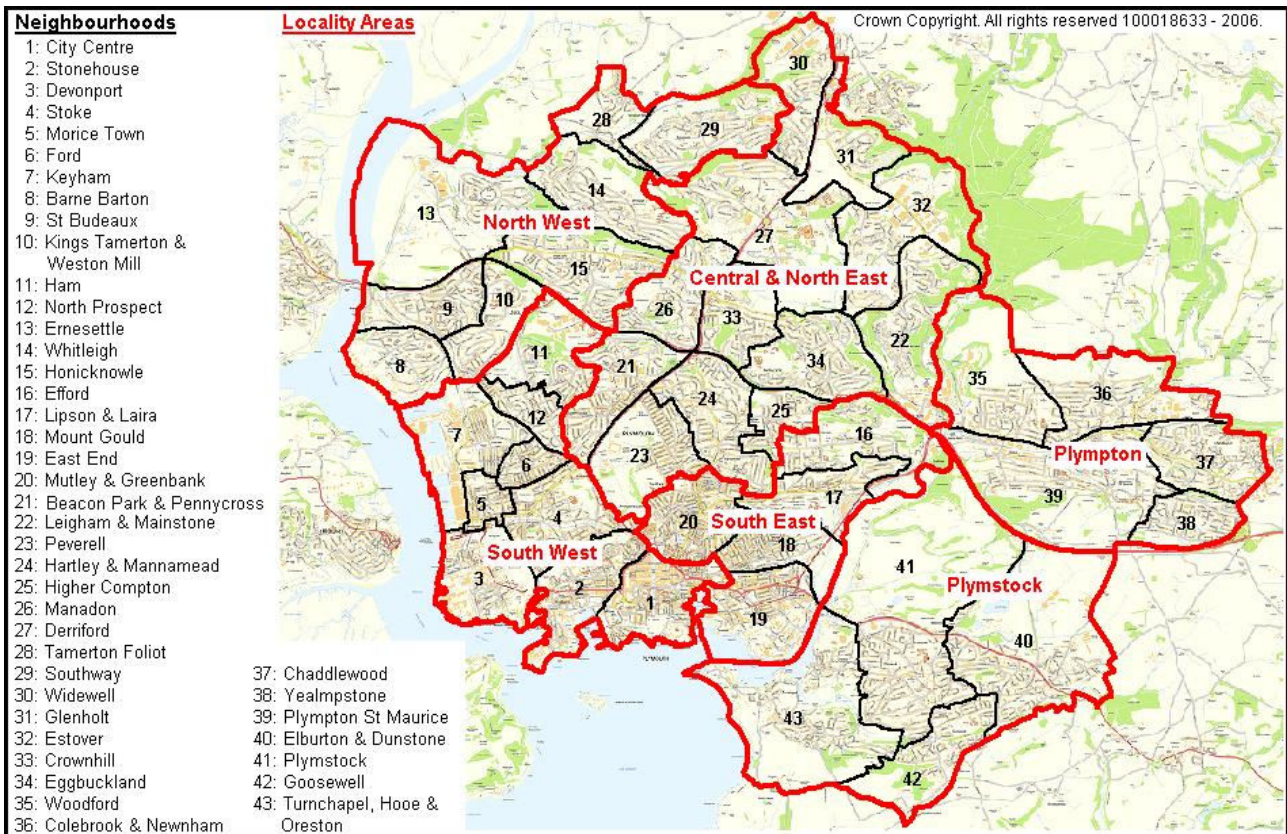 Neighbourhoods
1: City Centre
2: Stonehouse
3: Devonport
4: Stoke
5: Morice Town
6: Ford
7: Keyham
8: Barne Barton
9: St Budeaux
10: Kings Tamerton &
Weston Mill
11: Ham
12: North Prospect
13: Ernesettle
14: Whitleigh
15: Honicknowle
16: Efford
17: Lipson & Laira
18: Mount Gould
19: East End
20: Mutley & Greenbank
21: Beacon Park & Pennycross
22: Leigham & Mainstone
23: Peverell
24: Hartley & Mannamead
25: Higher Compton
26: Manadon
27: Derriford
28: Tamerton Foliot
29: Southway
30: Widewell
31: Glenholt
32: Estover
33: Crownhill
34: Eggbuckland
35: Woodford
36: Colebrook & Newnham
37: Chaddlewood
38: Yealmpstone
39: Plympton St Maurice
40: Elburton & Dunstone
41: Plymstock
42: Goosewell
43: Turnchapel, Hooe &
Oreston
Locality Areas
Crown Copyright. All rights reserved 100018633 - 2006.
30
28
29
31
14
32
13
North West
27
15
Central & North East
9
10
26
33
22
11
34
8
21
35
36
24
25
12
7
16
Plympton
37
23
6
39
5
17
38
20
4
South East
18
South West
41
Plymstock
3
2
1
19
40
PLYMOUTH
43
42